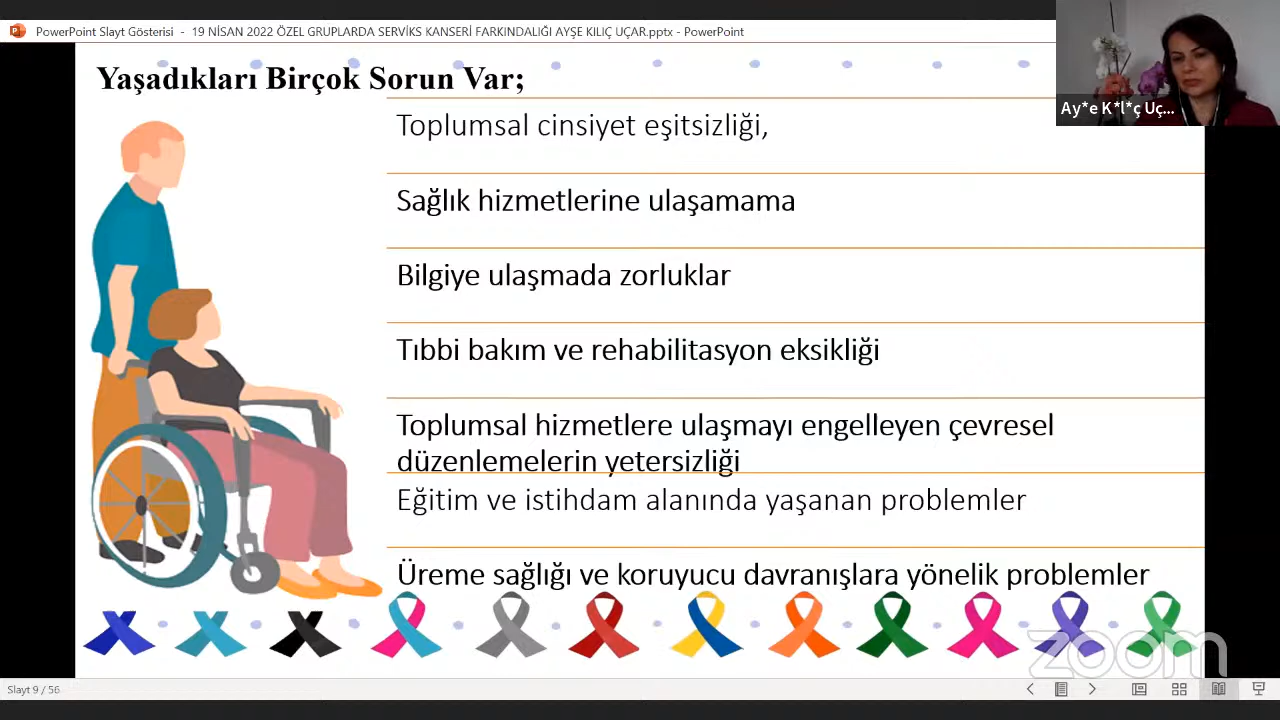 PowerPoint Slayt Gösterisi - 19 NİSAN 2022 ÖZEL GRUPLARDA SERVİKS KANSERİ FARKINDALIĞI AYŞE KILIÇ UÇAR.pptx - PowerPoint
Ay*e K*l*ç Uç...
Yaşadıkları Birçok Sorun Var;
Toplumsal cinsiyet eşitsizliği,
Sağlık hizmetlerine ulaşamama
Bilgiye ulaşmada zorluklar
Tıbbi bakım ve rehabilitasyon eksikliği
Toplumsal hizmetlere ulaşmayı engelleyen çevresel
düzenlemelerin yetersizliği
Eğitim ve istihdam alanında yaşanan problemler
Üreme sağlığı ve koruyucu davranışlara yönelik problemler
zoom
Slayt 9 / 56